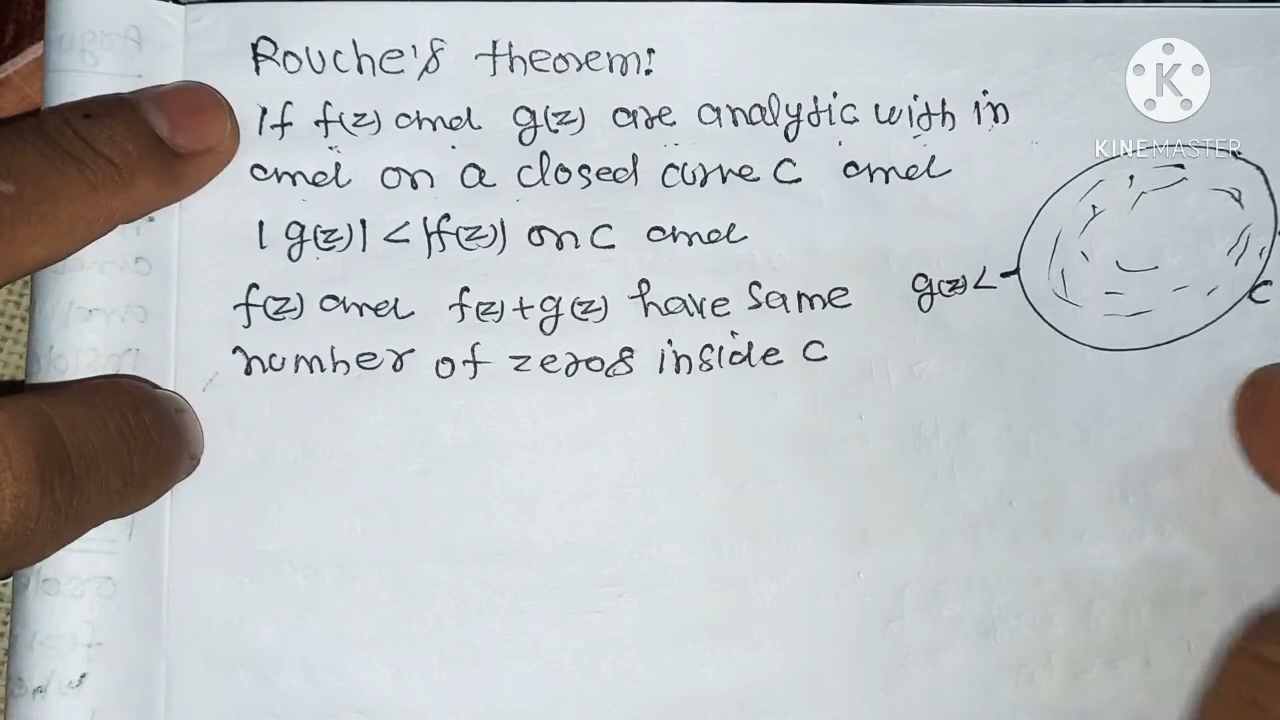 Rouche's theorem:
If f(z) and g(z) are analytic with in
and on a closed curve C and
|g(z)| < |f(z)| on C and
f(z) and f(z)+g(z) have same
number of zeros inside C
g(z) <
C
K
KINEMASTER